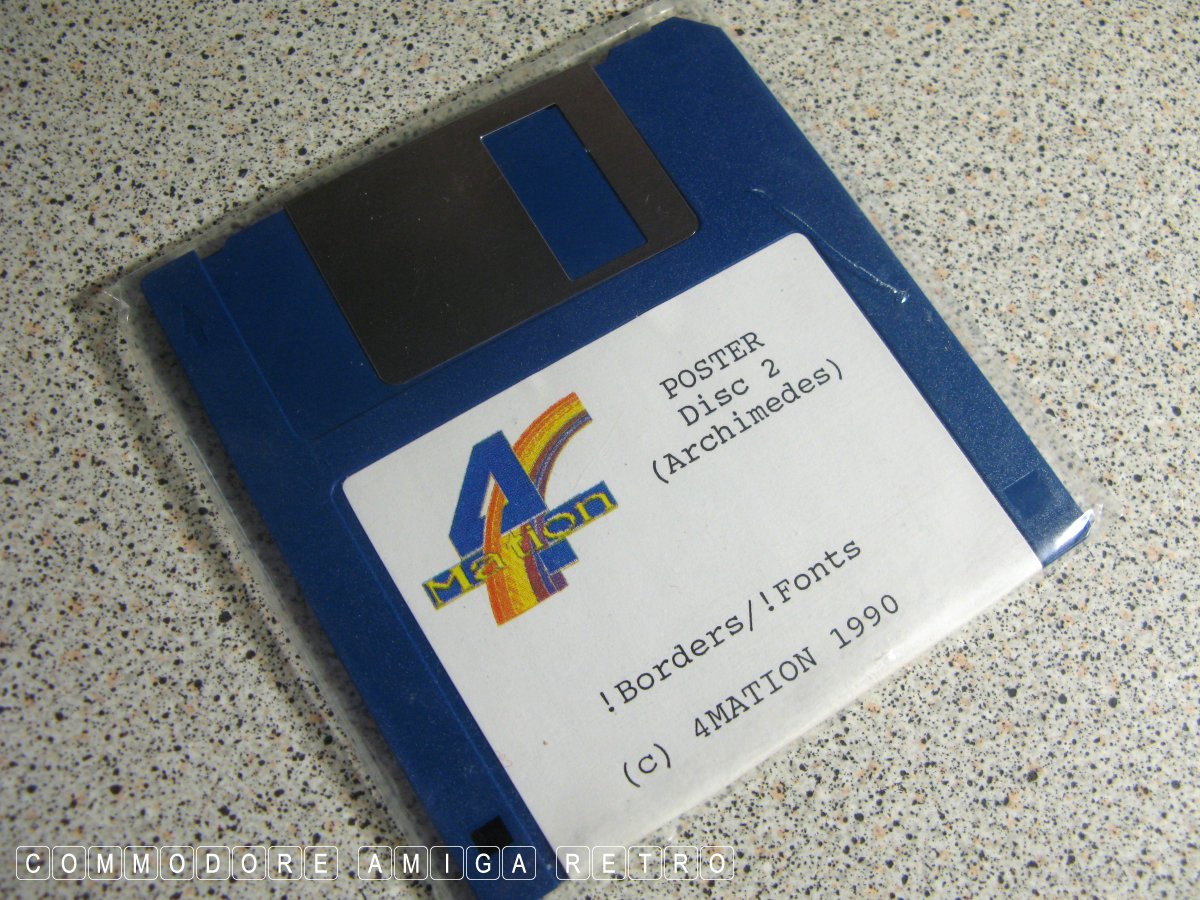 POSTER
Disc 2
(Archimedes)
4
Mation
!Borders/!Fonts
(c) 4MATION 1990
COMMODORE AMIGA RETRO